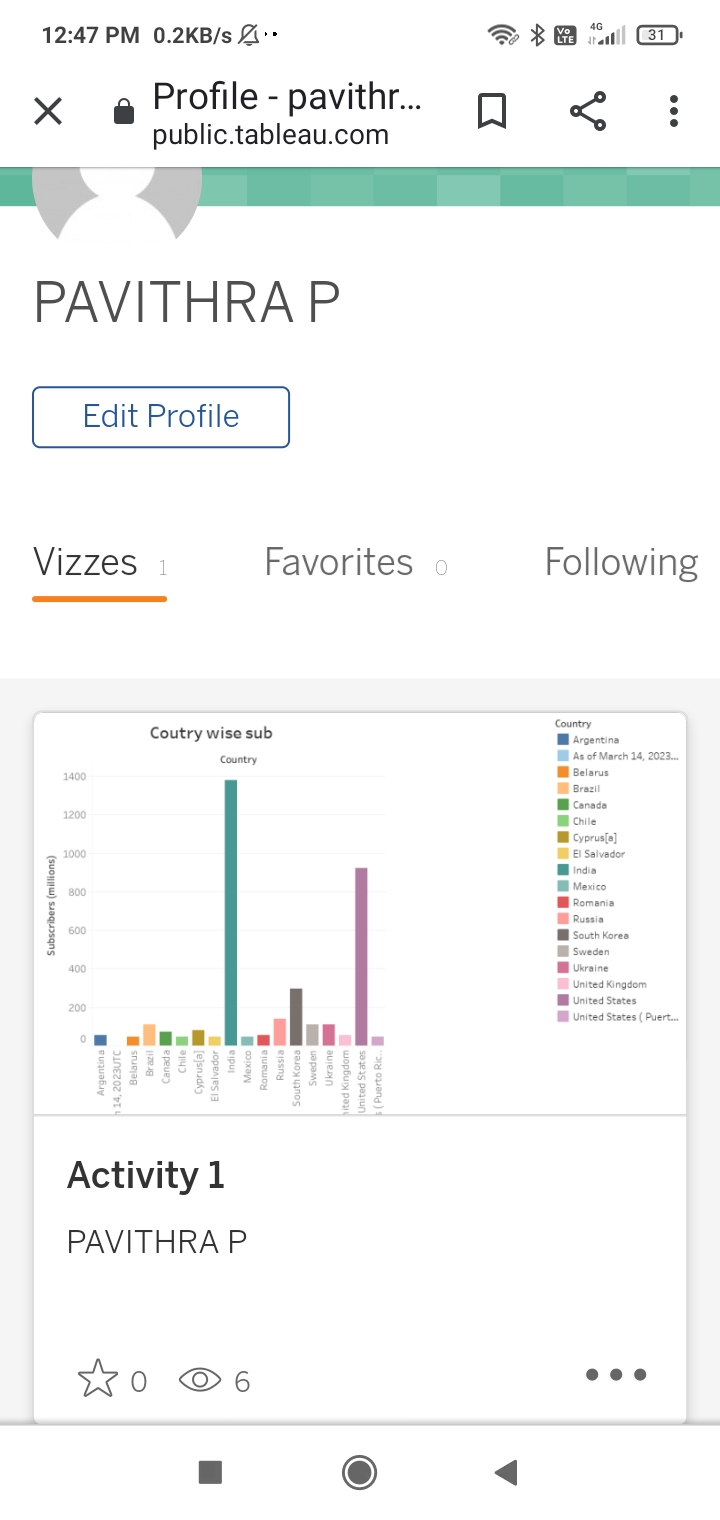 12:47 PM 0.2KB/s
Vo LTE 4G 31
Profile - pavithr...
public.tableau.com
PAVITHRA P
Edit Profile
Vizzes 1 Favorites 0 Following
Coutry wise sub
Country
Subscribers (millions)
1400
1200
1000
800
600
400
200
0
Argentina
14, 2023UTC
Belarus
Brazil
Canada
Chile
Cyprus[a]
El Salvador
India
Mexico
Romania
Russia
South Korea
Sweden
Ukraine
ited Kingdom
United States
( Puerto Ric..
Country
Argentina
As of March 14, 2023...
Belarus
Brazil
Canada
Chile
Cyprus[a]
El Salvador
India
Mexico
Romania
Russia
South Korea
Sweden
Ukraine
United Kingdom
United States
United States ( Puert...
Activity 1
PAVITHRA P
0 6